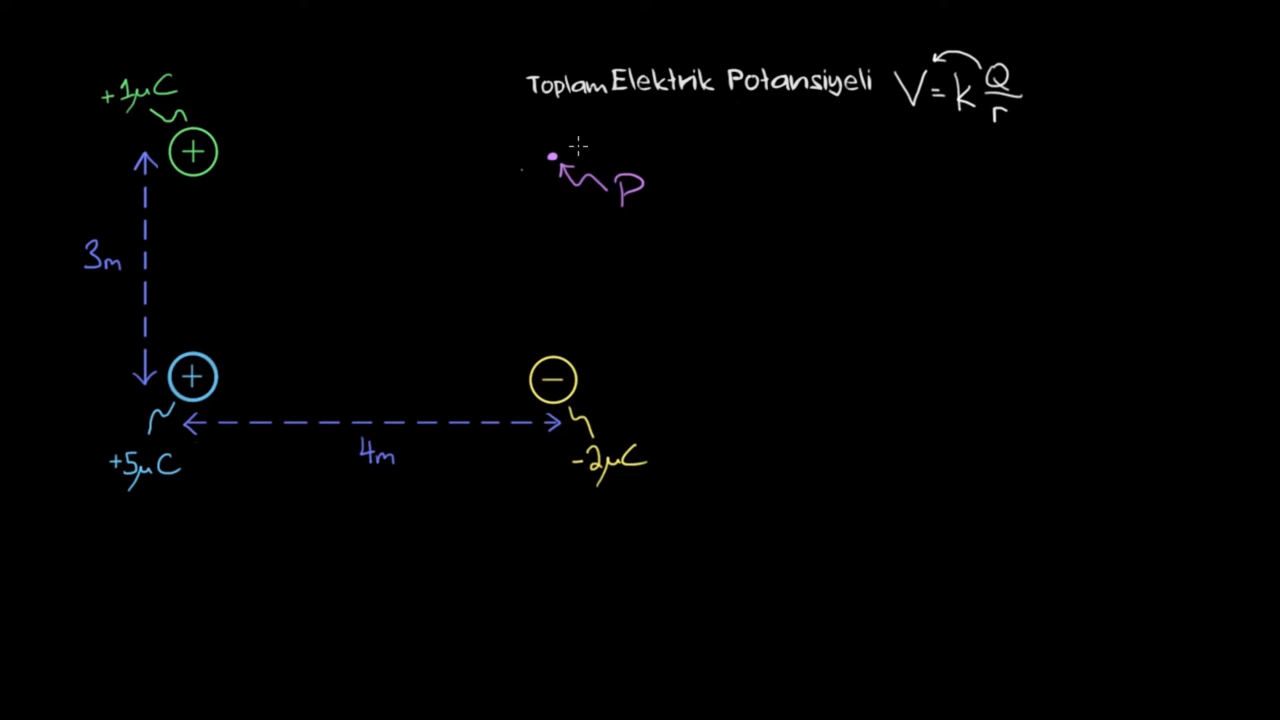 Toplam Elektrik Potansiyeli V = k Q/r
+1μC
+
P
3m
+
−
4m
+5μC
-2μC